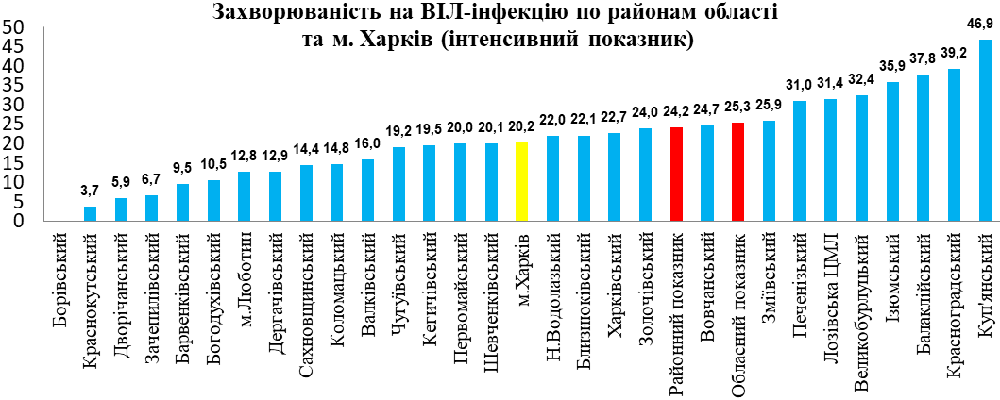 Захворюваність на ВІЛ-інфекцію по районам області
та м. Харків (інтенсивний показник)
50
45
40
35
30
25
20
15
10
5
0
3,7
5,9
6,7
9,5
10,5
12,8
12,9
14,4
14,8
16,0
19,2
19,5
20,0
20,1
20,2
22,0
22,1
22,7
24,0
24,2
24,7
25,3
25,9
31,0
31,4
32,4
35,9
37,8
39,2
46,9
Борівський
Краснокутський
Дворічанський
Зачепилівський
Барвенківський
Богодухівський
м.Люботин
Дергачівський
Сахновщинський
Коломацький
Валківський
Чугуївський
Кегичівський
Первомайський
Шевченківський
м.Харків
Н.Водолазький
Близнюківський
Харківський
Золочівський
Районний показник
Вовчанський
Обласний показник
Зміївський
Печенізький
Лозівська ЦМЛ
Великобурлуцький
Ізюмський
Балаклійський
Красноградський
Куп'янський